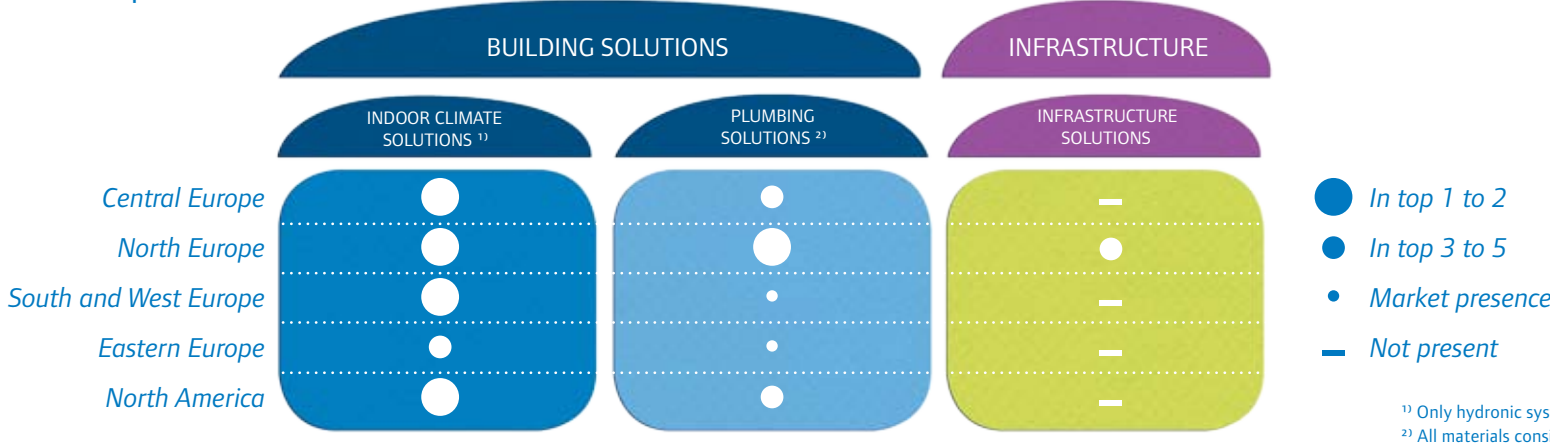 BUILDING SOLUTIONS
INFRASTRUCTURE
INDOOR CLIMATE
SOLUTIONS ¹⁾
PLUMBING
SOLUTIONS ²⁾
INFRASTRUCTURE
SOLUTIONS
Central Europe
North Europe
South and West Europe
Eastern Europe
North America
In top 1 to 2
In top 3 to 5
Market presence
Not present
¹⁾ Only hydronic sys
²⁾ All materials cons